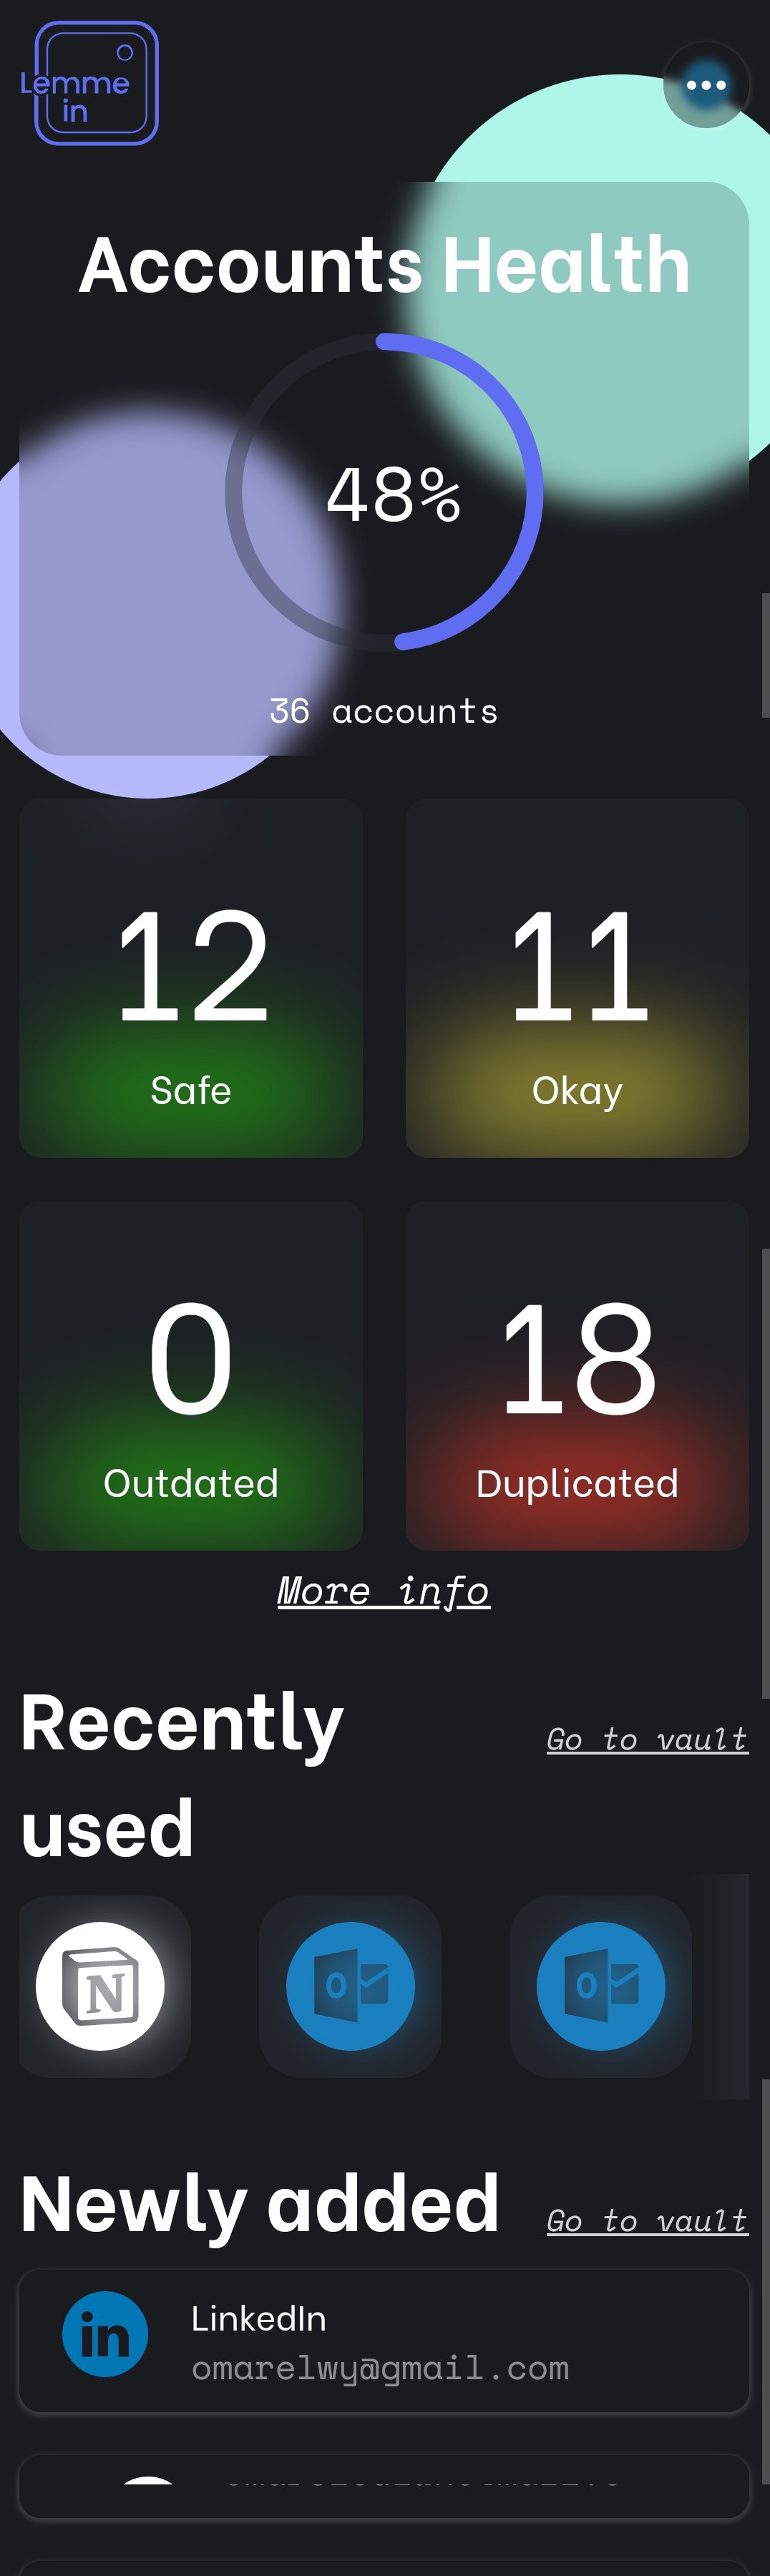 Lemme
in
Accounts Health
48%
36 accounts
12
Safe
11
Okay
0
Outdated
18
Duplicated
More info
Recently
used
Go to vault
N
O
O
Newly added
Go to vault
in
LinkedIn
omarelwy@gmail.com